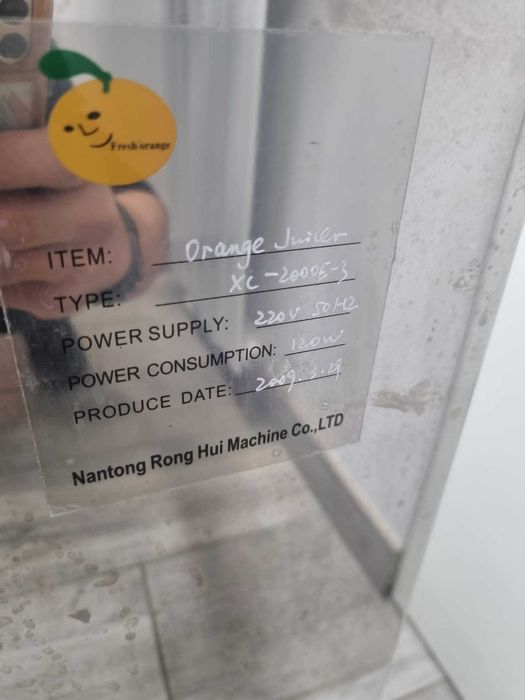 Fresh orange
ITEM: Orange Juicer
TYPE: XC-2000E-3
POWER SUPPLY: 220V 50HZ
POWER CONSUMPTION: 120W
PRODUCE DATE: 2009.3.29
Nantong Rong Hui Machine Co.,LTD